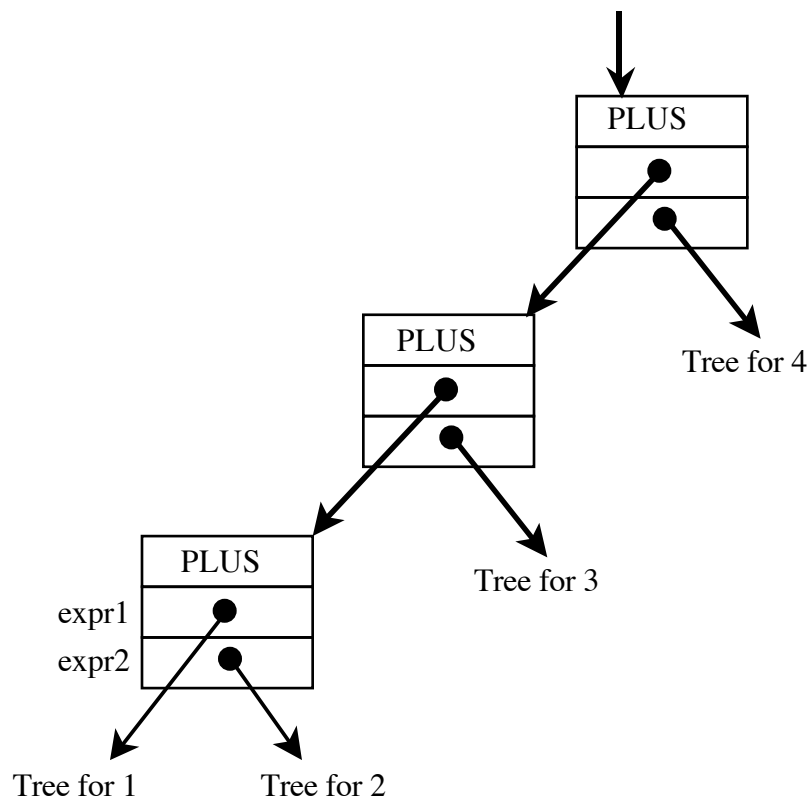 PLUS
Tree for 4
PLUS
Tree for 3
PLUS
expr1
expr2
Tree for 1
Tree for 2